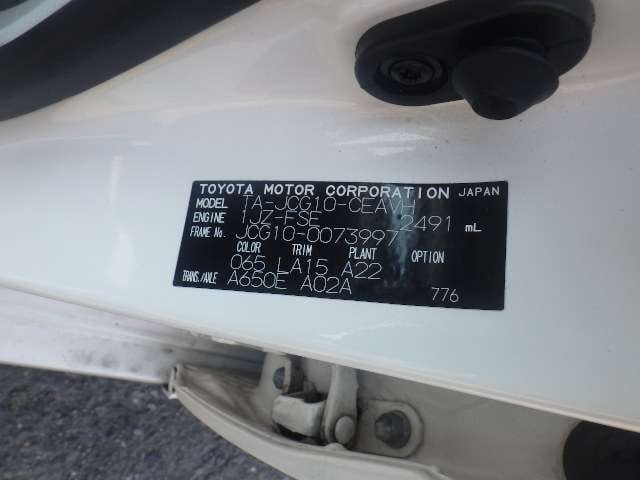 TOYOTA MOTOR CORPORATION JAPAN
MODEL TA-JCG10-CEAVH
ENGINE 1JZ-FSE 2491 mL
FRAME No. JCG10-0073997
COLOR TRIM PLANT OPTION
065 LA15 A22
TRANS./AXLE A650E A02A
776